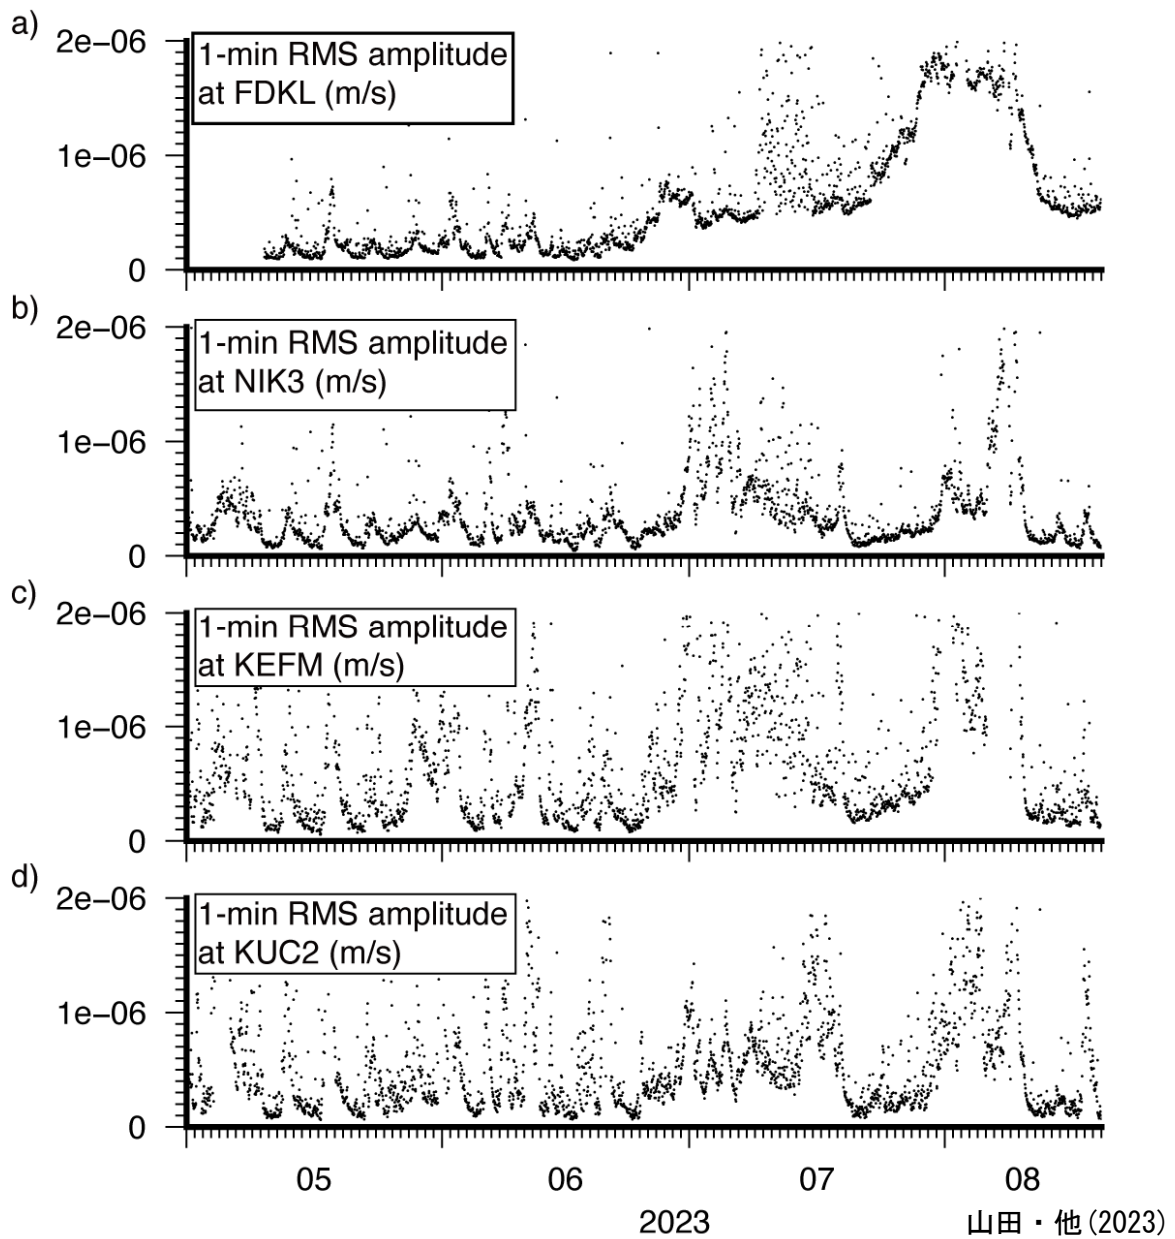 a)
2e−06
1e−06
0
1-min RMS amplitude
at FDKL (m/s)
b)
2e−06
1e−06
0
1-min RMS amplitude
at NIK3 (m/s)
c)
2e−06
1e−06
0
1-min RMS amplitude
at KEFM (m/s)
d)
2e−06
1e−06
0
1-min RMS amplitude
at KUC2 (m/s)
05 06 07 08
2023
山田・他(2023)